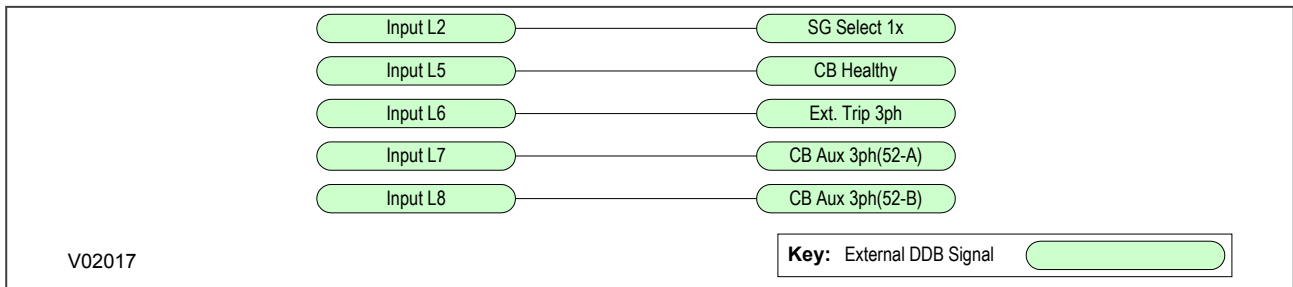 Input L2 SG Select 1x
Input L5 CB Healthy
Input L6 Ext. Trip 3ph
Input L7 CB Aux 3ph(52-A)
Input L8 CB Aux 3ph(52-B)
V02017
Key: External DDB Signal